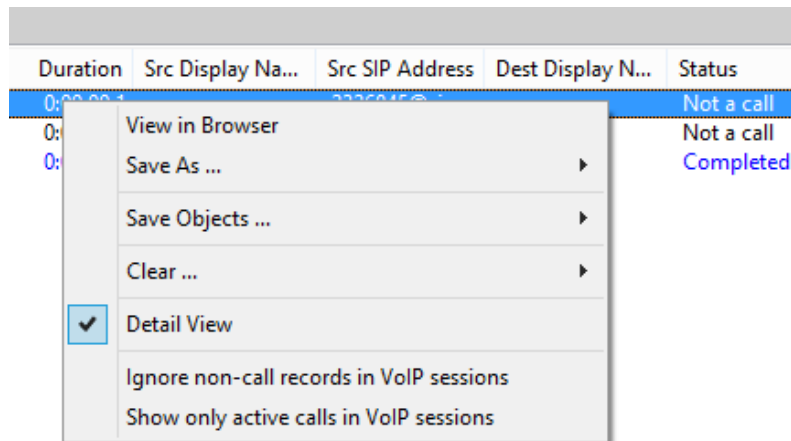 Duration Src Display Na... Src SIP Address Dest Display N... Status
Not a call
View in Browser
Not a call
Save As ...
Completed
Save Objects ...
Clear ...
Detail View
Ignore non-call records in VoIP sessions
Show only active calls in VoIP sessions